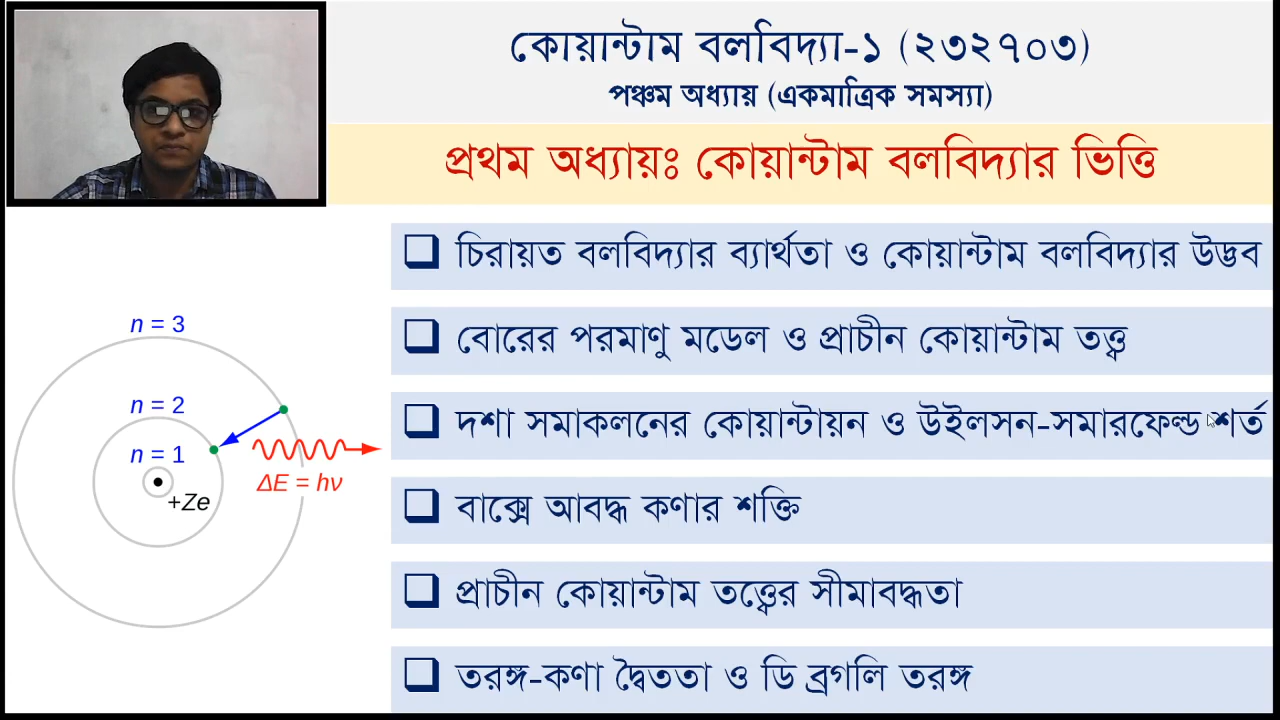 কোয়ান্টাম বলবিদ্যা-১ (২৩২৭০৩)
পঞ্চম অধ্যায় (একমাত্রিক সমস্যা)
প্রথম অধ্যায়ঃ কোয়ান্টাম বলবিদ্যার ভিত্তি
চিরায়ত বলবিদ্যার ব্যার্থতা ও কোয়ান্টাম বলবিদ্যার উদ্ভব
বোরের পরমাণু মডেল ও প্রাচীন কোয়ান্টাম তত্ত্ব
দশা সমাকলনের কোয়ান্টায়ন ও উইলসন-সমারফেল্ড শর্ত
বাক্সে আবদ্ধ কণার শক্তি
প্রাচীন কোয়ান্টাম তত্ত্বের সীমাবদ্ধতা
তরঙ্গ-কণা দ্বৈততা ও ডি ব্রগলি তরঙ্গ
n = 3
n = 2
n = 1
+Ze
ΔE = hν